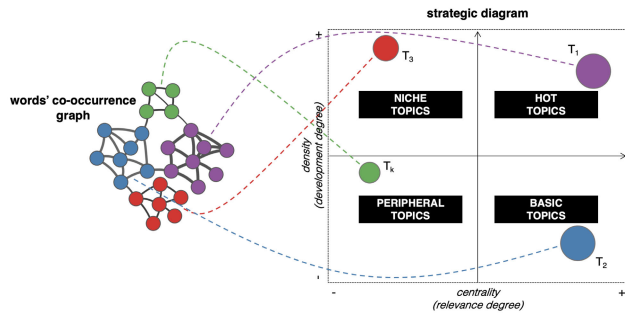 strategic diagram
words' co-occurrence
graph
+
T1
T3
NICHE
TOPICS
HOT
TOPICS
density
(development degree)
Tk
PERIPHERAL
TOPICS
BASIC
TOPICS
T2
-
-
centrality
(relevance degree)
+